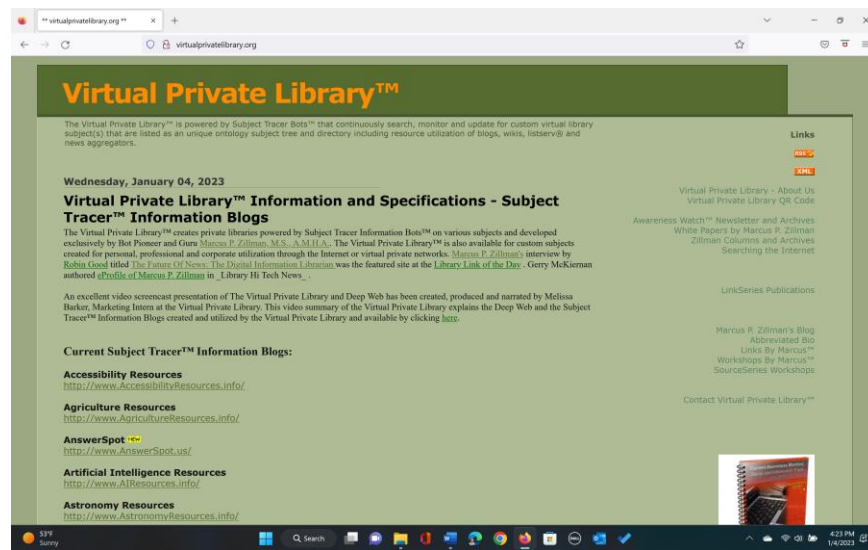 ** virtualprivatelibrary.org **
virtualprivatelibrary.org
Virtual Private Library™
The Virtual Private Library™ is powered by Subject Tracer Bots™ that continuously search, monitor and update for custom virtual library
subject(s) that are listed as an unique ontology subject tree and directory including resource utilization of blogs, wikis, listserv® and
news aggregators.
Wednesday, January 04, 2023
Virtual Private Library™ Information and Specifications - Subject
Tracer™ Information Blogs
The Virtual Private Library™ creates private libraries powered by Subject Tracer Information Bots™ on various subjects and developed
exclusively by Bot Pioneer and Guru Marcus P. Zillman, M.S., A.M.H.A.. The Virtual Private Library™ is also available for custom subjects
created for personal, professional and corporate utilization through the Internet or virtual private networks. Marcus P. Zillman's interview by
Robin Good titled The Future Of News: The Digital Information Librarian was the featured site at the Library Link of the Day . Gerry McKiernan
authored eProfile of Marcus P. Zillman in _Library Hi Tech News_ .
An excellent video screencast presentation of The Virtual Private Library and Deep Web has been created, produced and narrated by Melissa
Barker, Marketing Intern at the Virtual Private Library. This video summary of the Virtual Private Library explains the Deep Web and the Subject
Tracer™ Information Blogs created and utilized by the Virtual Private Library and available by clicking here.
Current Subject Tracer™ Information Blogs:
Accessibility Resources
http://www.AccessibilityResources.info/
Agriculture Resources
http://www.AgricultureResources.info/
AnswerSpot NEW
http://www.AnswerSpot.us/
Artificial Intelligence Resources
http://www.AIResources.info/
Astronomy Resources
http://www.AstronomyResources.info/
Links
RSS
XML
Virtual Private Library - About Us
Virtual Private Library QR Code
Awareness Watch™ Newsletter and Archives
White Papers by Marcus P. Zillman
Zillman Columns and Archives
Searching the Internet
LinkSeries Publications
Marcus P. Zillman's Blog
Abbreviated Bio
Links By Marcus™
Workshops By Marcus™
SourceSeries Workshops
Contact Virtual Private Library™
53°F
Sunny
Search
4:23 PM
1/4/2023